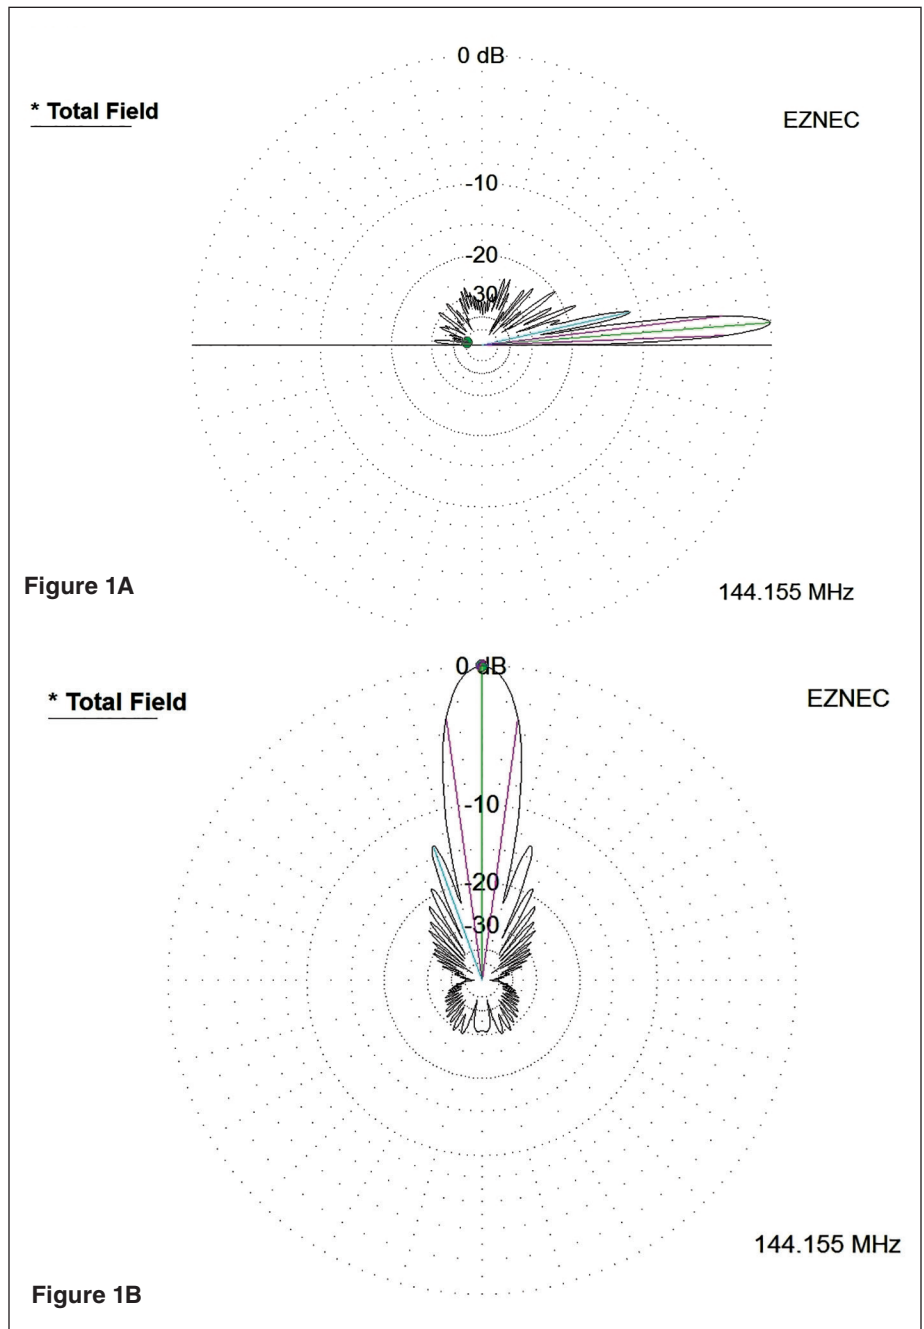 0 dB
* Total Field
EZNEC
-10
-20
-30
Figure 1A
144.155 MHz
0 dB
* Total Field
EZNEC
-10
-20
-30
144.155 MHz
Figure 1B